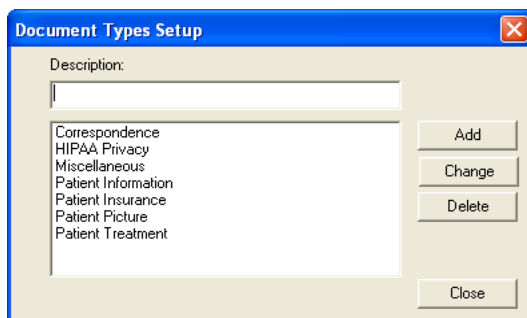 Document Types Setup
Description:
Correspondence
HIPAA Privacy
Miscellaneous
Patient Information
Patient Insurance
Patient Picture
Patient Treatment
Add
Change
Delete
Close